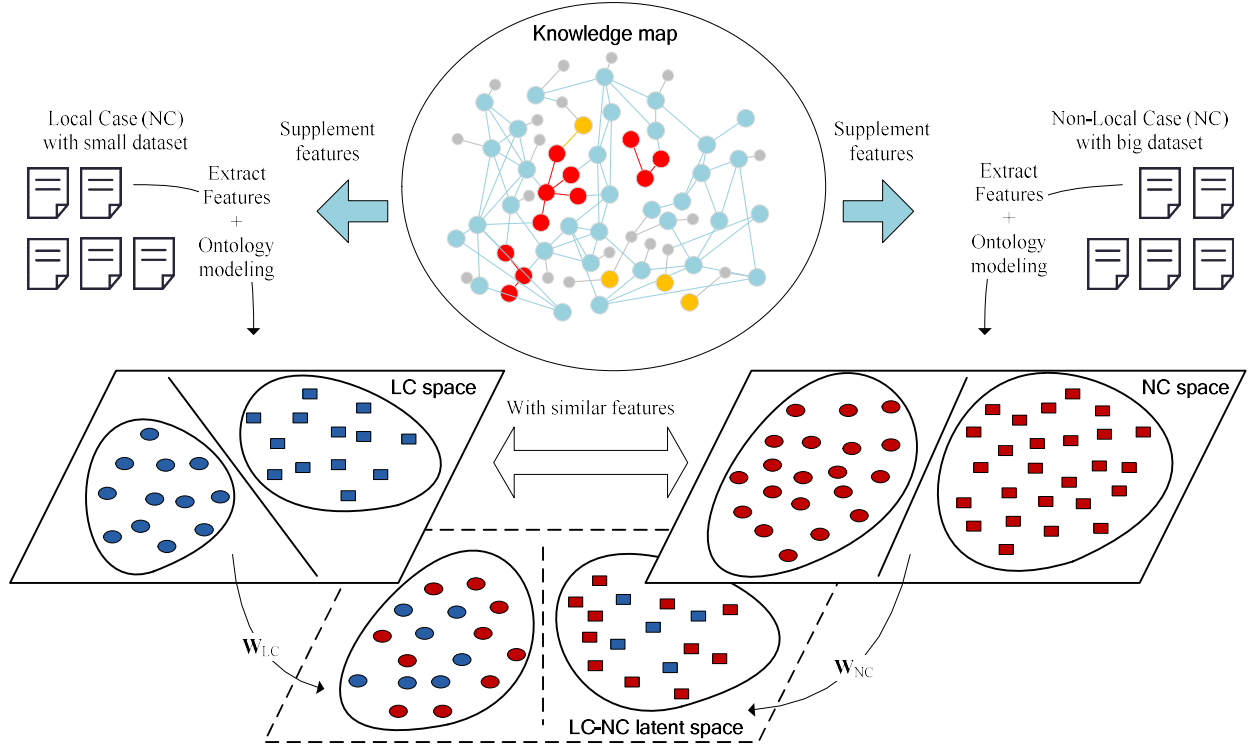 Knowledge map
Local Case (NC)
with small dataset
Supplement
features
Supplement
features
Non-Local Case (NC)
with big dataset
Extract
Features
+
Ontology
modeling
Extract
Features
+
Ontology
modeling
LC space
With similar features
NC space
W_LC
W_NC
LC-NC latent space